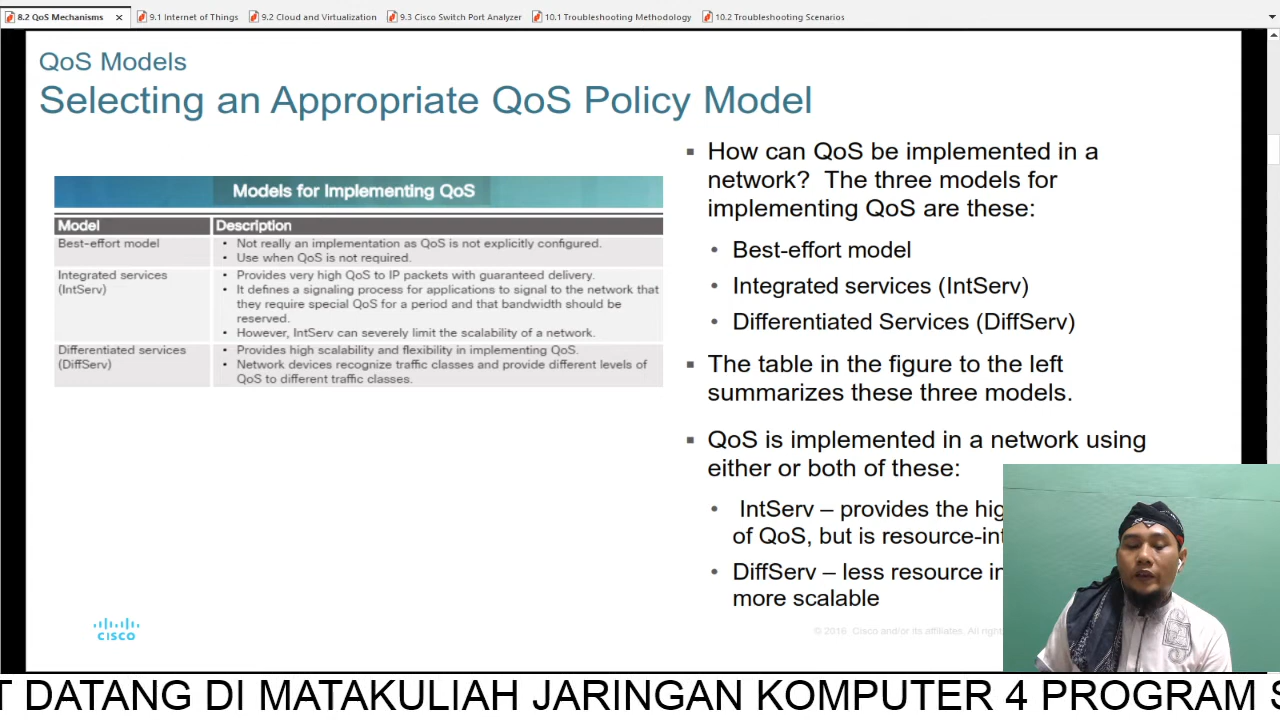 8.2 QoS Mechanisms
9.1 Internet of Things
9.2 Cloud and Virtualization
9.3 Cisco Switch Port Analyzer
10.1 Troubleshooting Methodology
10.2 Troubleshooting Scenarios
QoS Models
Selecting an Appropriate QoS Policy Model
Models for Implementing QoS
Model Description
Best-effort model
• Not really an implementation as QoS is not explicitly configured.
• Use when QoS is not required.
Integrated services
(IntServ)
• Provides very high QoS to IP packets with guaranteed delivery.
• It defines a signaling process for applications to signal to the network that
they require special QoS for a period and that bandwidth should be
reserved.
• However, IntServ can severely limit the scalability of a network.
Differentiated services
(DiffServ)
• Provides high scalability and flexibility in implementing QoS.
• Network devices recognize traffic classes and provide different levels of
QoS to different traffic classes.
▪ How can QoS be implemented in a
network? The three models for
implementing QoS are these:
• Best-effort model
• Integrated services (IntServ)
• Differentiated Services (DiffServ)
▪ The table in the figure to the left
summarizes these three models.
▪ QoS is implemented in a network using
either or both of these:
• IntServ – provides the hig
of QoS, but is resource-int
• DiffServ – less resource in
more scalable
CISCO
© 2016 Cisco and/or its affiliates. All right
T DATANG DI MATAKULIAH JARINGAN KOMPUTER 4 PROGRAM S